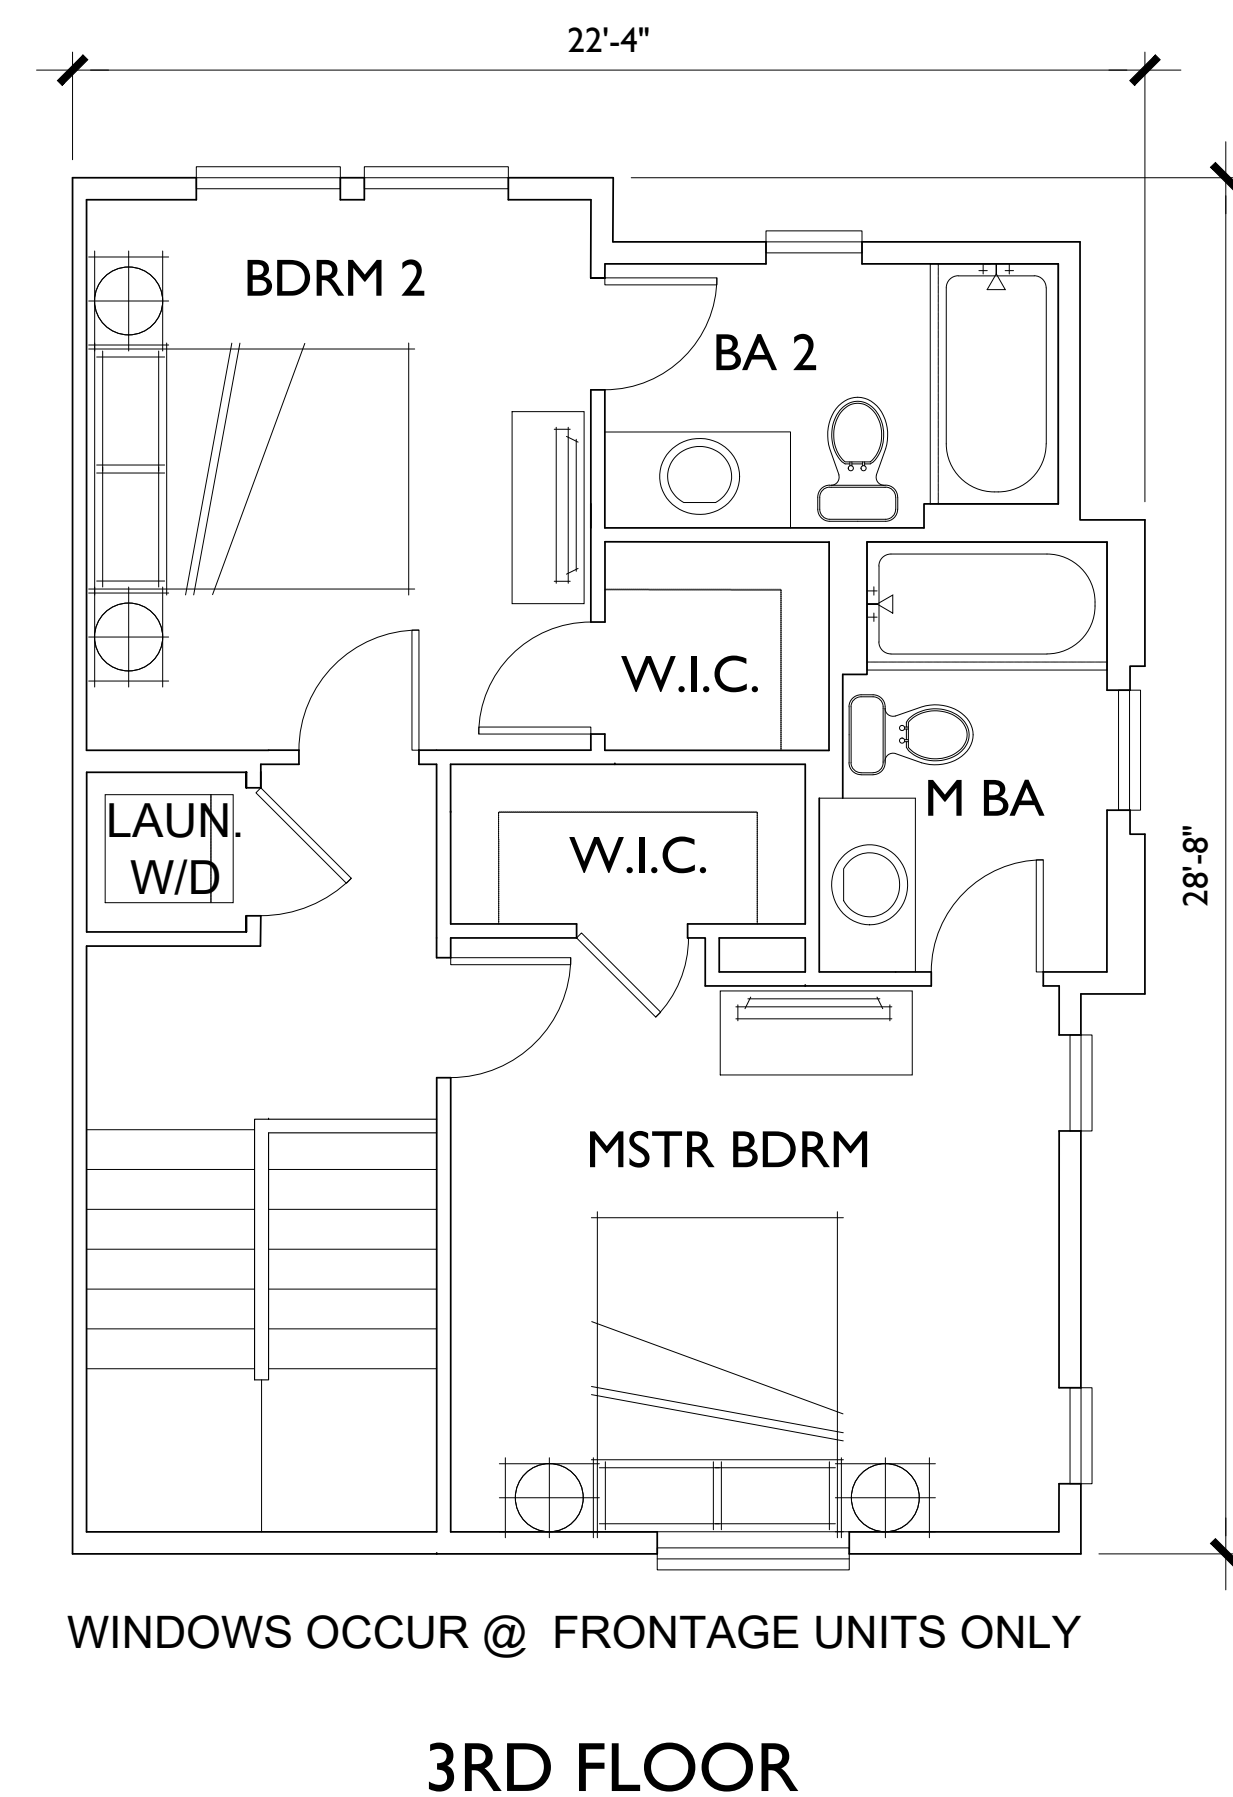 22'-4"
BDRM 2
BA 2
W.I.C.
M BA
LAUN.
W/D
W.I.C.
28'-8"
MSTR BDRM
WINDOWS OCCUR @  FRONTAGE UNITS ONLY
3RD FLOOR